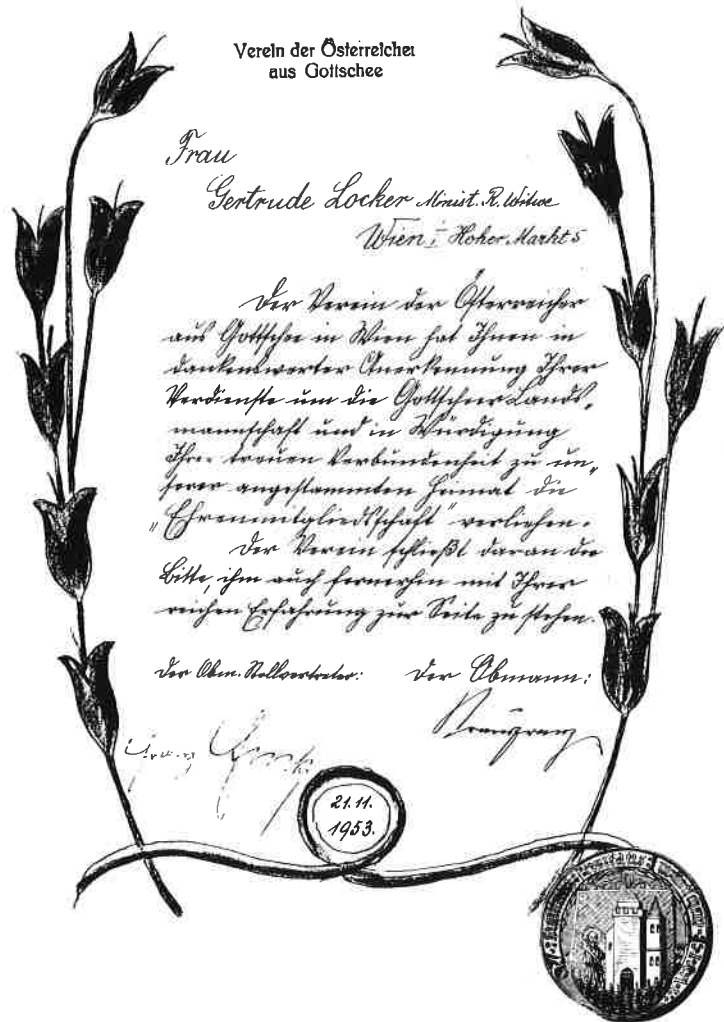 Verein der Österreicher
aus Gottschee
Frau
Gertrude Locker Minist. R. Witwe
Wien I Hoher Markt 5
Der Verein der Österreicher
aus Gottschee in Wien hat Ihnen in
dankenswerter Anerkennung Ihrer
Verdienste um die Gottscheer Lands-
mannschaft und in Würdigung
Ihrer treuen Verbundenheit zu un-
serer angestammten Heimat die
"Ehrenmitgliedschaft" verliehen.
Der Verein schließt daran die
Bitte, ihm auch fernerhin mit Ihrer
reichen Erfahrung zur Seite zu stehen.
Der Obm. Stellvertreter: Der Obmann:
21.11.
1953.